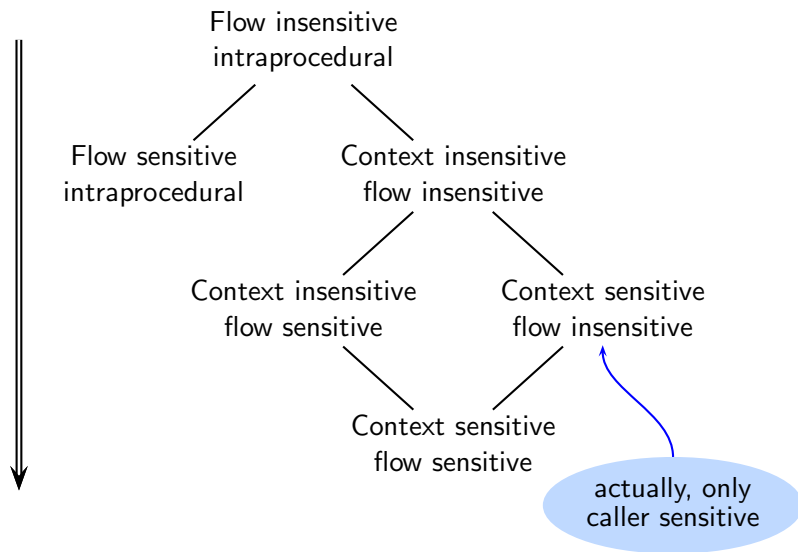 Flow insensitive
intraprocedural
Flow sensitive
intraprocedural
Context insensitive
flow insensitive
Context insensitive
flow sensitive
Context sensitive
flow insensitive
Context sensitive
flow sensitive
actually, only
caller sensitive